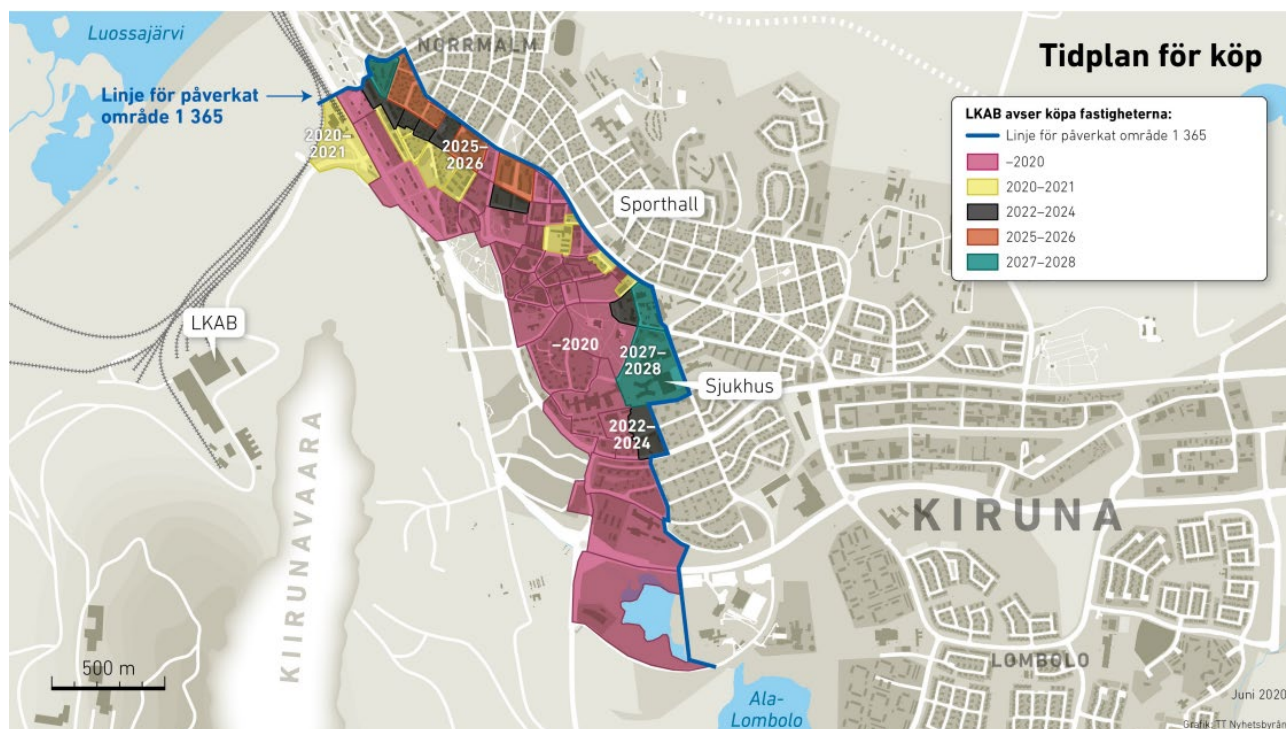 Luossajärvi
NORRMALM
Tidplan för köp
Linje för påverkat
område 1 365
LKAB avser köpa fastigheterna:
Linje för påverkat område 1 365
–2020
2020–2021
2022–2024
2025–2026
2027–2028
2020–
2021
2025–
2026
Sporthall
LKAB
–2020
2027–
2028
Sjukhus
2022–
2024
KIIRUNAVAARA
KIRUNA
LOMBOLO
500 m
Ala-
Lombolo
Juni 2020
Grafik: TT Nyhetsbyrån